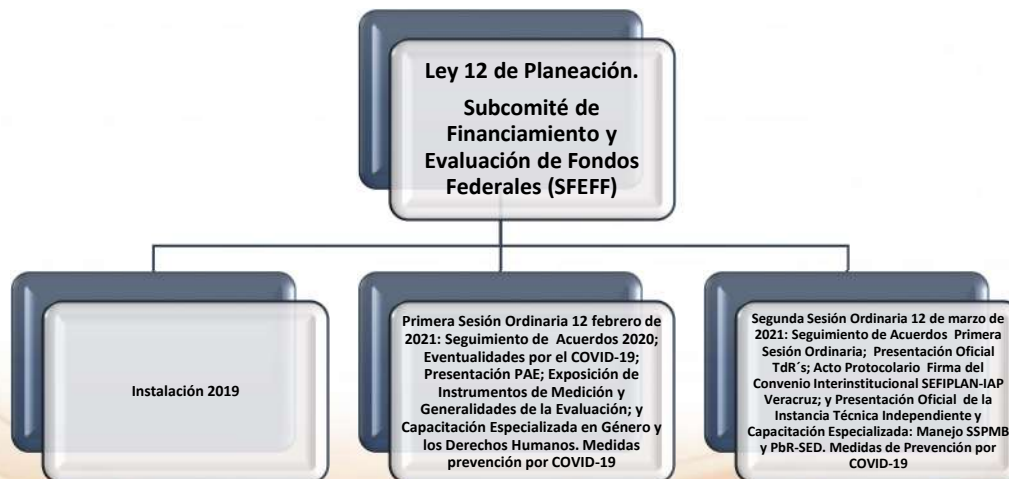 Ley 12 de Planeación.
Subcomité de
Financiamiento y
Evaluación de Fondos
Federales (SFEFF)
Instalación 2019
Primera Sesión Ordinaria 12 febrero de
2021: Seguimiento de Acuerdos 2020;
Eventualidades por el COVID-19;
Presentación PAE; Exposición de
Instrumentos de Medición y
Generalidades de la Evaluación; y
Capacitación Especializada en Género y
los Derechos Humanos. Medidas
prevención por COVID-19
Segunda Sesión Ordinaria 12 de marzo de
2021: Seguimiento de Acuerdos Primera
Sesión Ordinaria; Presentación Oficial
TdR´s; Acto Protocolario Firma del
Convenio Interinstitucional SEFIPLAN-IAP
Veracruz; y Presentación Oficial de la
Instancia Técnica Independiente y
Capacitación Especializada: Manejo SSPMB
y PbR-SED. Medidas de Prevención por
COVID-19